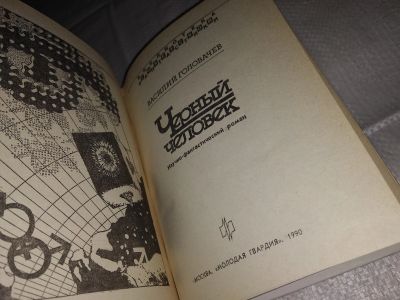 ВАСИЛИЙ ГОЛОВАЧЕВ
ЧЕРНЫЙ
ЧЕЛОВЕК
Научно-фантастический роман
МОСКВА, «МОЛОДАЯ ГВАРДИЯ», 1990